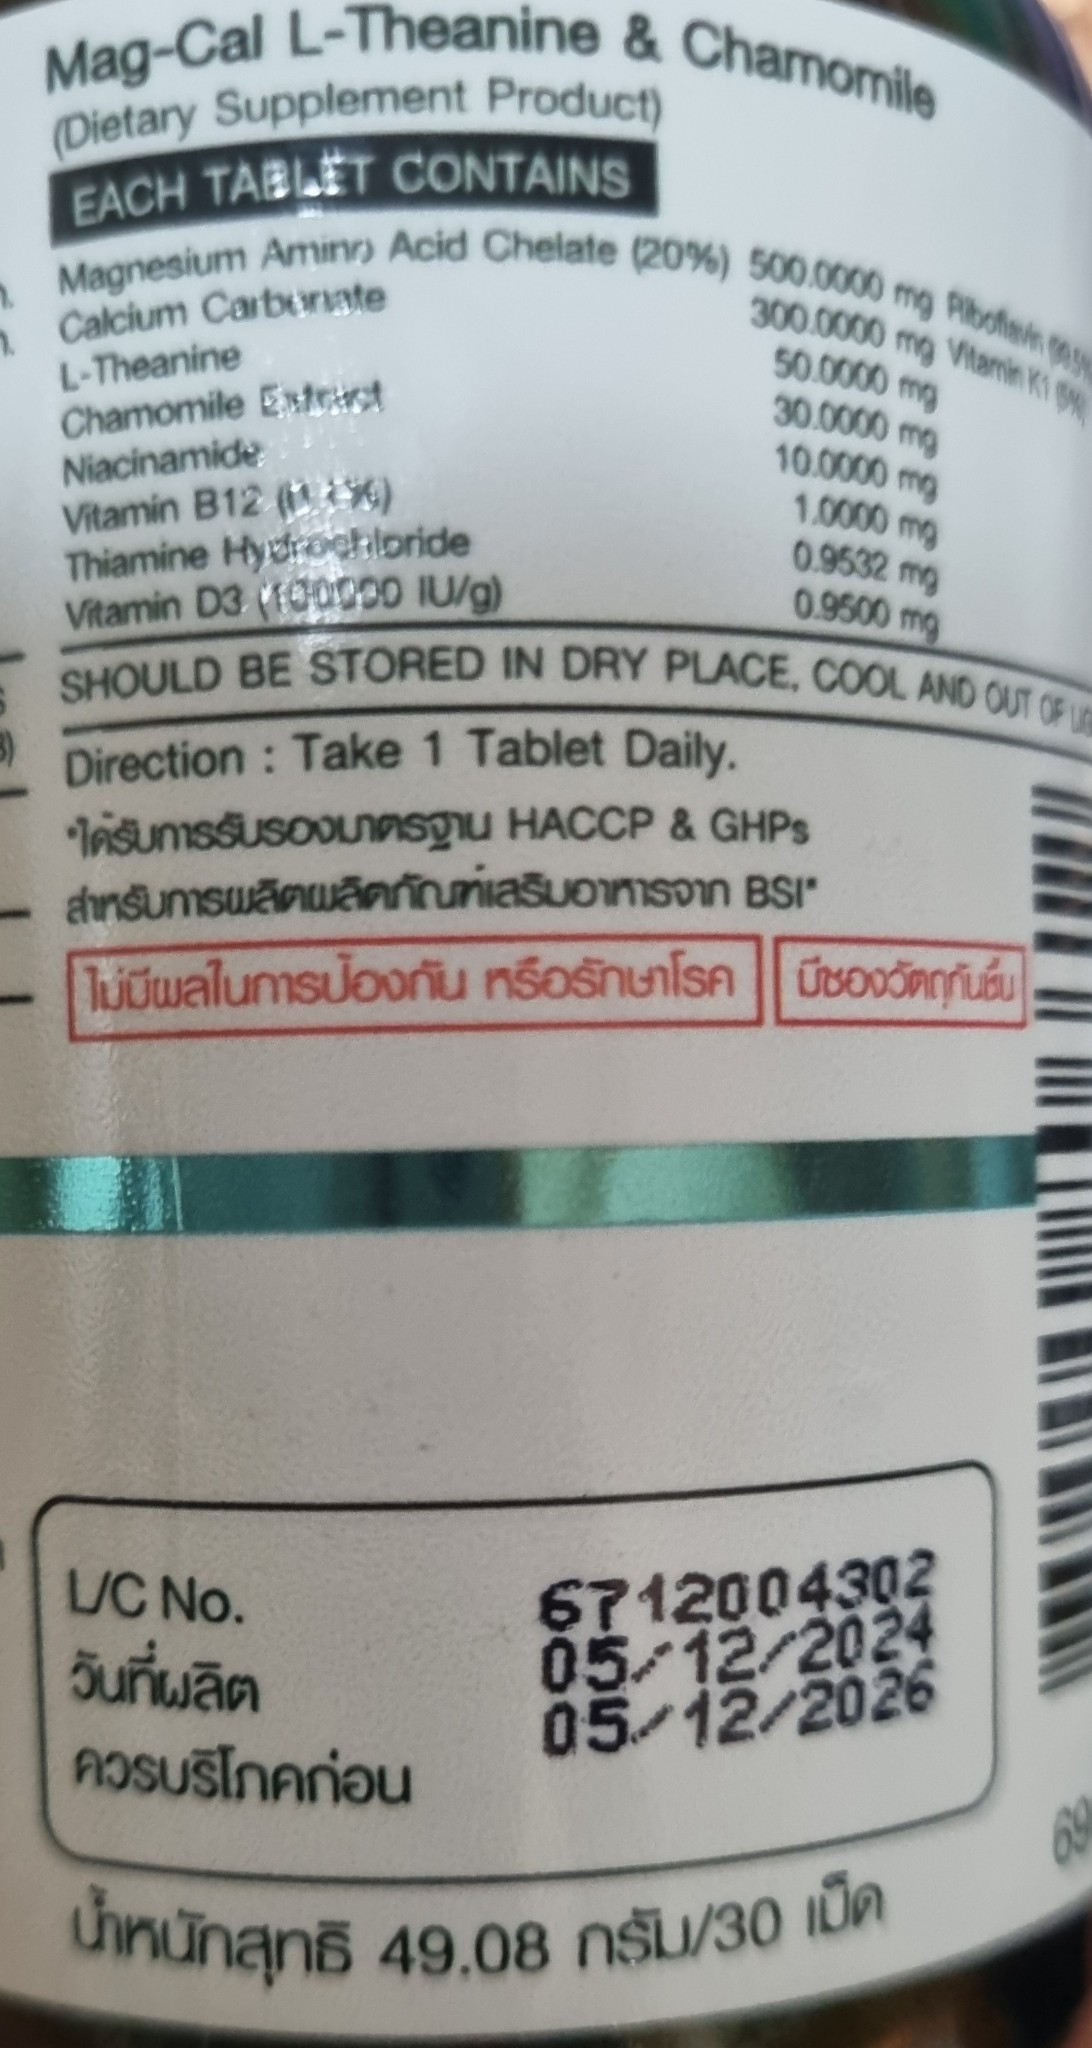 Mag-Cal L-Theanine & Chamomile
(Dietary Supplement Product)
EACH TABLET CONTAINS
Magnesium Amino Acid Chelate (20%) 500.0000 mg Riboflavin
Calcium Carbonate 300.0000 mg Vitamin K1 (5%)
L-Theanine 50.0000 mg
Chamomile Extract 30.0000 mg
Niacinamide 10.0000 mg
Vitamin B12 1.0000 mg
Thiamine Hydrochloride 0.9532 mg
Vitamin D3 (100000 IU/g) 0.9500 mg
SHOULD BE STORED IN DRY PLACE, COOL AND OUT OF
Direction : Take 1 Tablet Daily.
*ได้รับการรับรองมาตรฐาน HACCP & GHPs
สำหรับการผลิตผลิตภัณฑ์เสริมอาหารจาก BSI*
ไม่มีผลในการป้องกัน หรือรักษาโรค มีซองวัตถุกันชื้น
L/C No. 6712004302
วันที่ผลิต 05/12/2024
ควรบริโภคก่อน 05/12/2026
69
น้ำหนักสุทธิ 49.08 กรัม/30 เม็ด